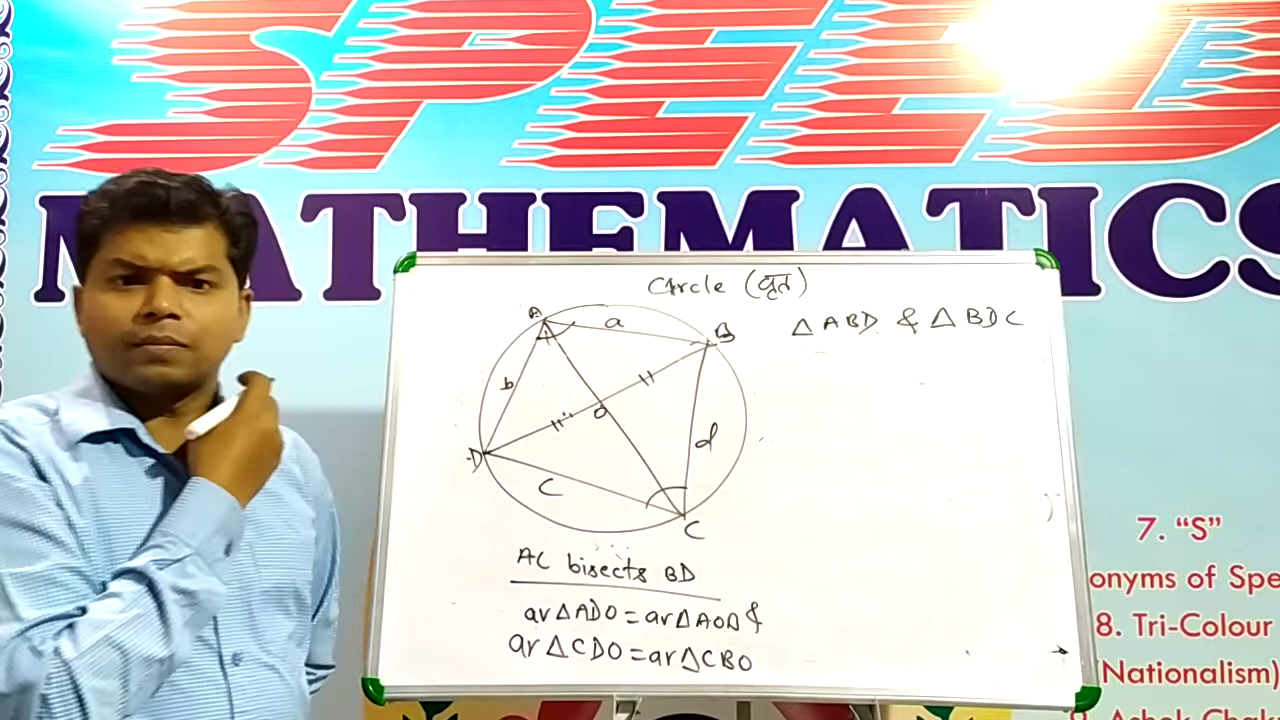 SPEED
MATHEMATICS
Circle (वृत)
A
a
B
△ ABD & △ BDC
b
O
D
d
C
C
AC bisects BD
ar△ADO=ar△AOB &
ar△CDO=ar△CBO
7. “S”
onyms of Spe
8. Tri-Colour
(Nationalism)